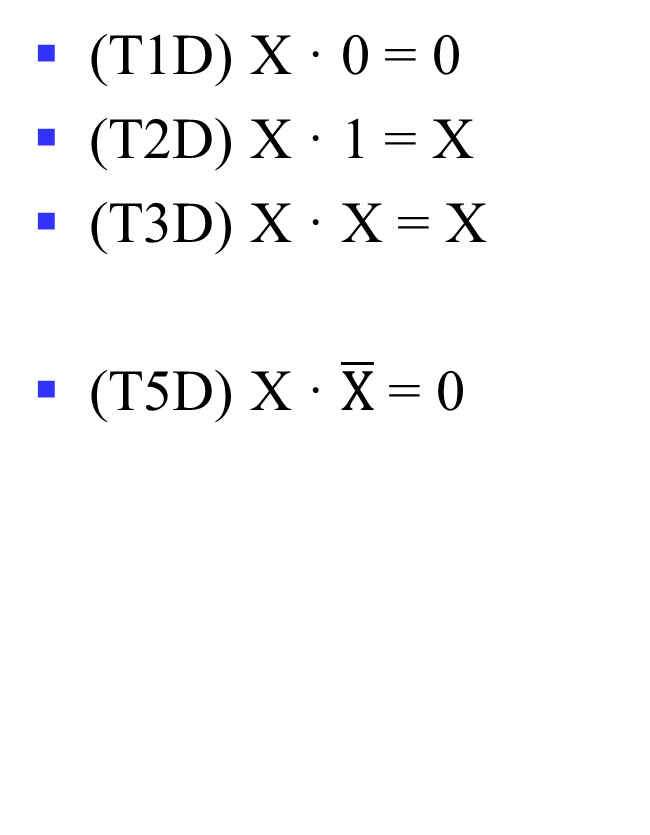 ▪ (T1D) X · 0 = 0
▪ (T2D) X · 1 = X
▪ (T3D) X · X = X
▪ (T5D) X · X̅ = 0